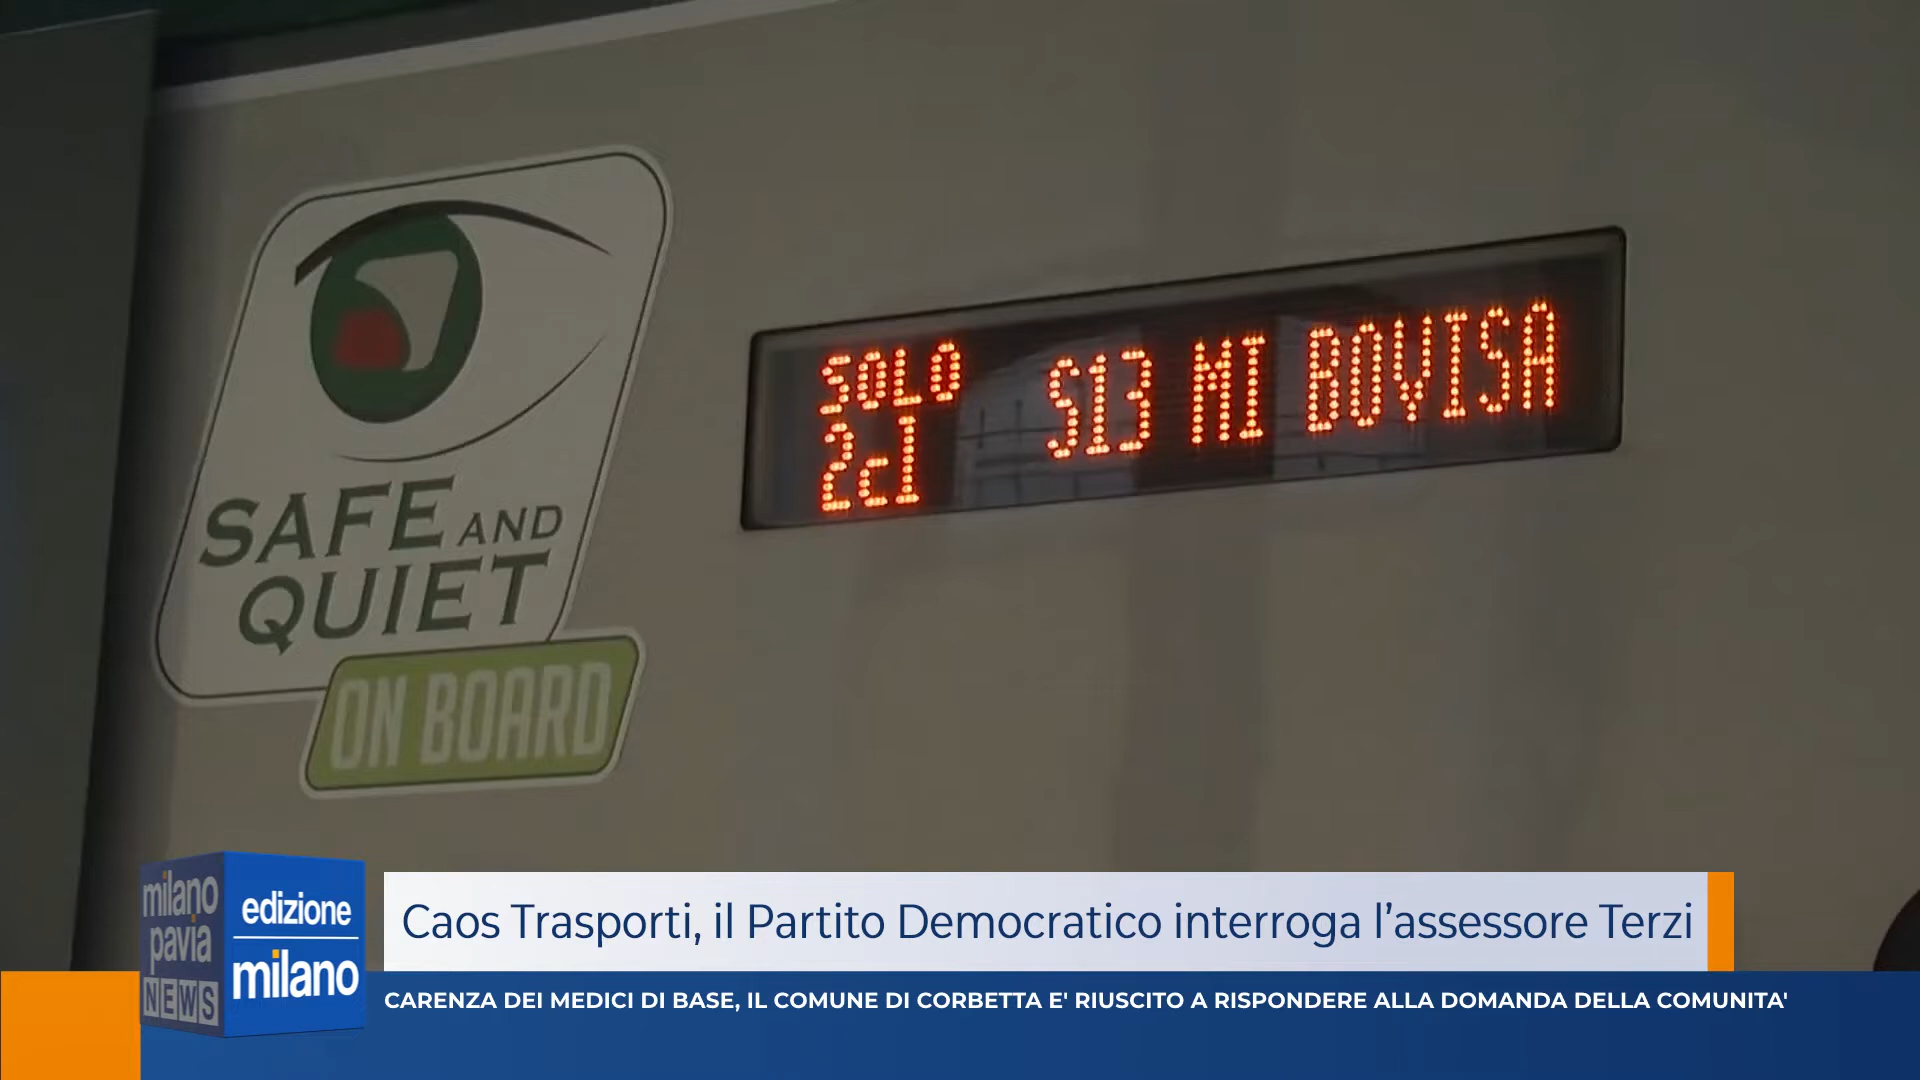 SAFE AND
QUIET
ON BOARD
SOLO
2cl
S13 MI BOVISA
milano
pavia
NEWS
edizione
milano
Caos Trasporti, il Partito Democratico interroga l'assessore Terzi
CARENZA DEI MEDICI DI BASE, IL COMUNE DI CORBETTA E' RIUSCITO A RISPONDERE ALLA DOMANDA DELLA COMUNITA'